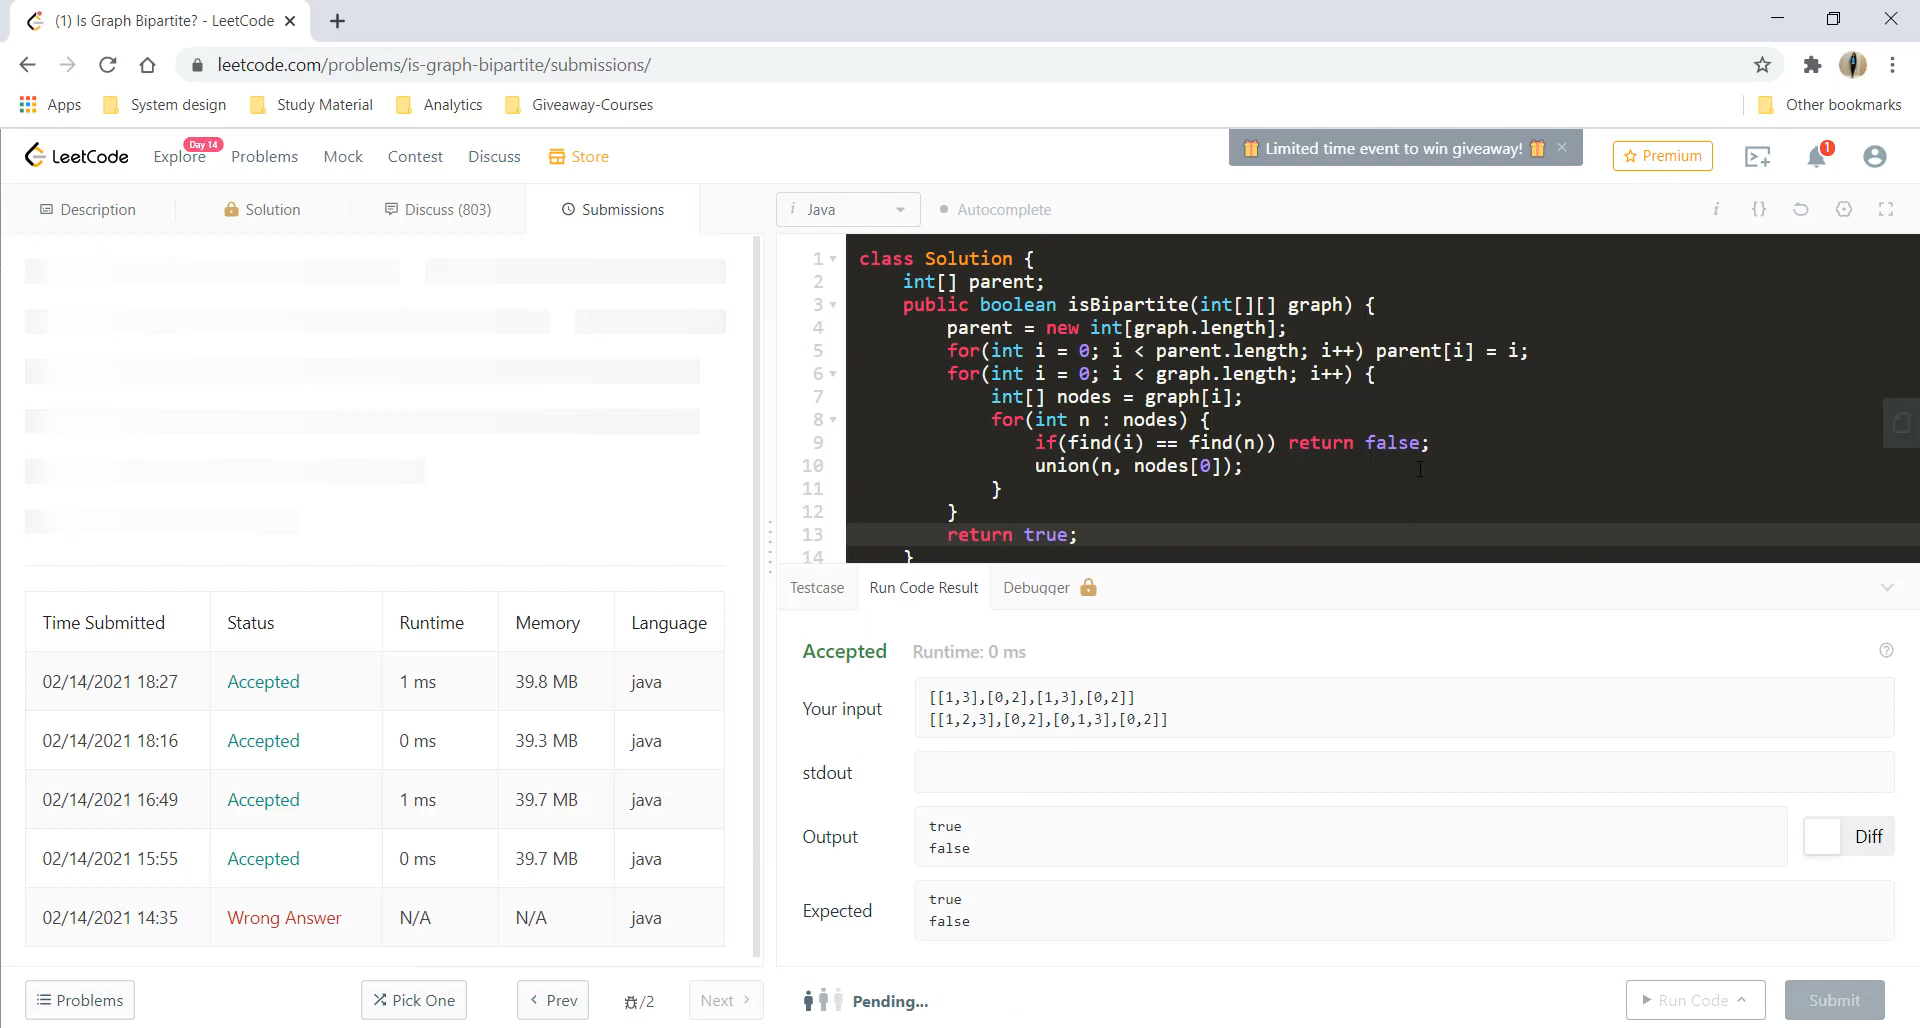 (1) Is Graph Bipartite? - LeetCode
leetcode.com/problems/is-graph-bipartite/submissions/
Apps System design Study Material Analytics Giveaway-Courses Other bookmarks
LeetCode Explore Day 14 Problems Mock Contest Discuss Store Limited time event to win giveaway! Premium 1
Description Solution Discuss (803) Submissions i Java Autocomplete i {}
1 class Solution {
2 int[] parent;
3 public boolean isBipartite(int[][] graph) {
4 parent = new int[graph.length];
5 for(int i = 0; i < parent.length; i++) parent[i] = i;
6 for(int i = 0; i < graph.length; i++) {
7 int[] nodes = graph[i];
8 for(int n : nodes) {
9 if(find(i) == find(n)) return false;
10 union(n, nodes[0]);
11 }
12 }
13 return true;
14 }
Time Submitted Status Runtime Memory Language
02/14/2021 18:27 Accepted 1 ms 39.8 MB java
02/14/2021 18:16 Accepted 0 ms 39.3 MB java
02/14/2021 16:49 Accepted 1 ms 39.7 MB java
02/14/2021 15:55 Accepted 0 ms 39.7 MB java
02/14/2021 14:35 Wrong Answer N/A N/A java
Testcase Run Code Result Debugger
Accepted Runtime: 0 ms
Your input
[[1,3],[0,2],[1,3],[0,2]]
[[1,2,3],[0,2],[0,1,3],[0,2]]
stdout
Output
true
false
Diff
Expected
true
false
Problems Pick One Prev /2 Next Pending... Run Code Submit